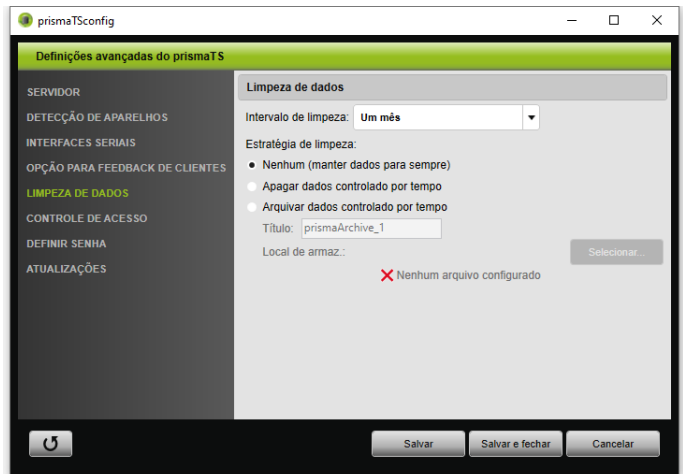 prismaTSconfig
Definições avançadas do prismaTS
SERVIDOR
DETECÇÃO DE APARELHOS
INTERFACES SERIAIS
OPÇÃO PARA FEEDBACK DE CLIENTES
LIMPEZA DE DADOS
CONTROLE DE ACESSO
DEFINIR SENHA
ATUALIZAÇÕES
Limpeza de dados
Intervalo de limpeza: Um mês
Estratégia de limpeza:
Nenhum (manter dados para sempre)
Apagar dados controlado por tempo
Arquivar dados controlado por tempo
Título: prismaArchive_1
Local de armaz.: Selecionar...
Nenhum arquivo configurado
Salvar Salvar e fechar Cancelar